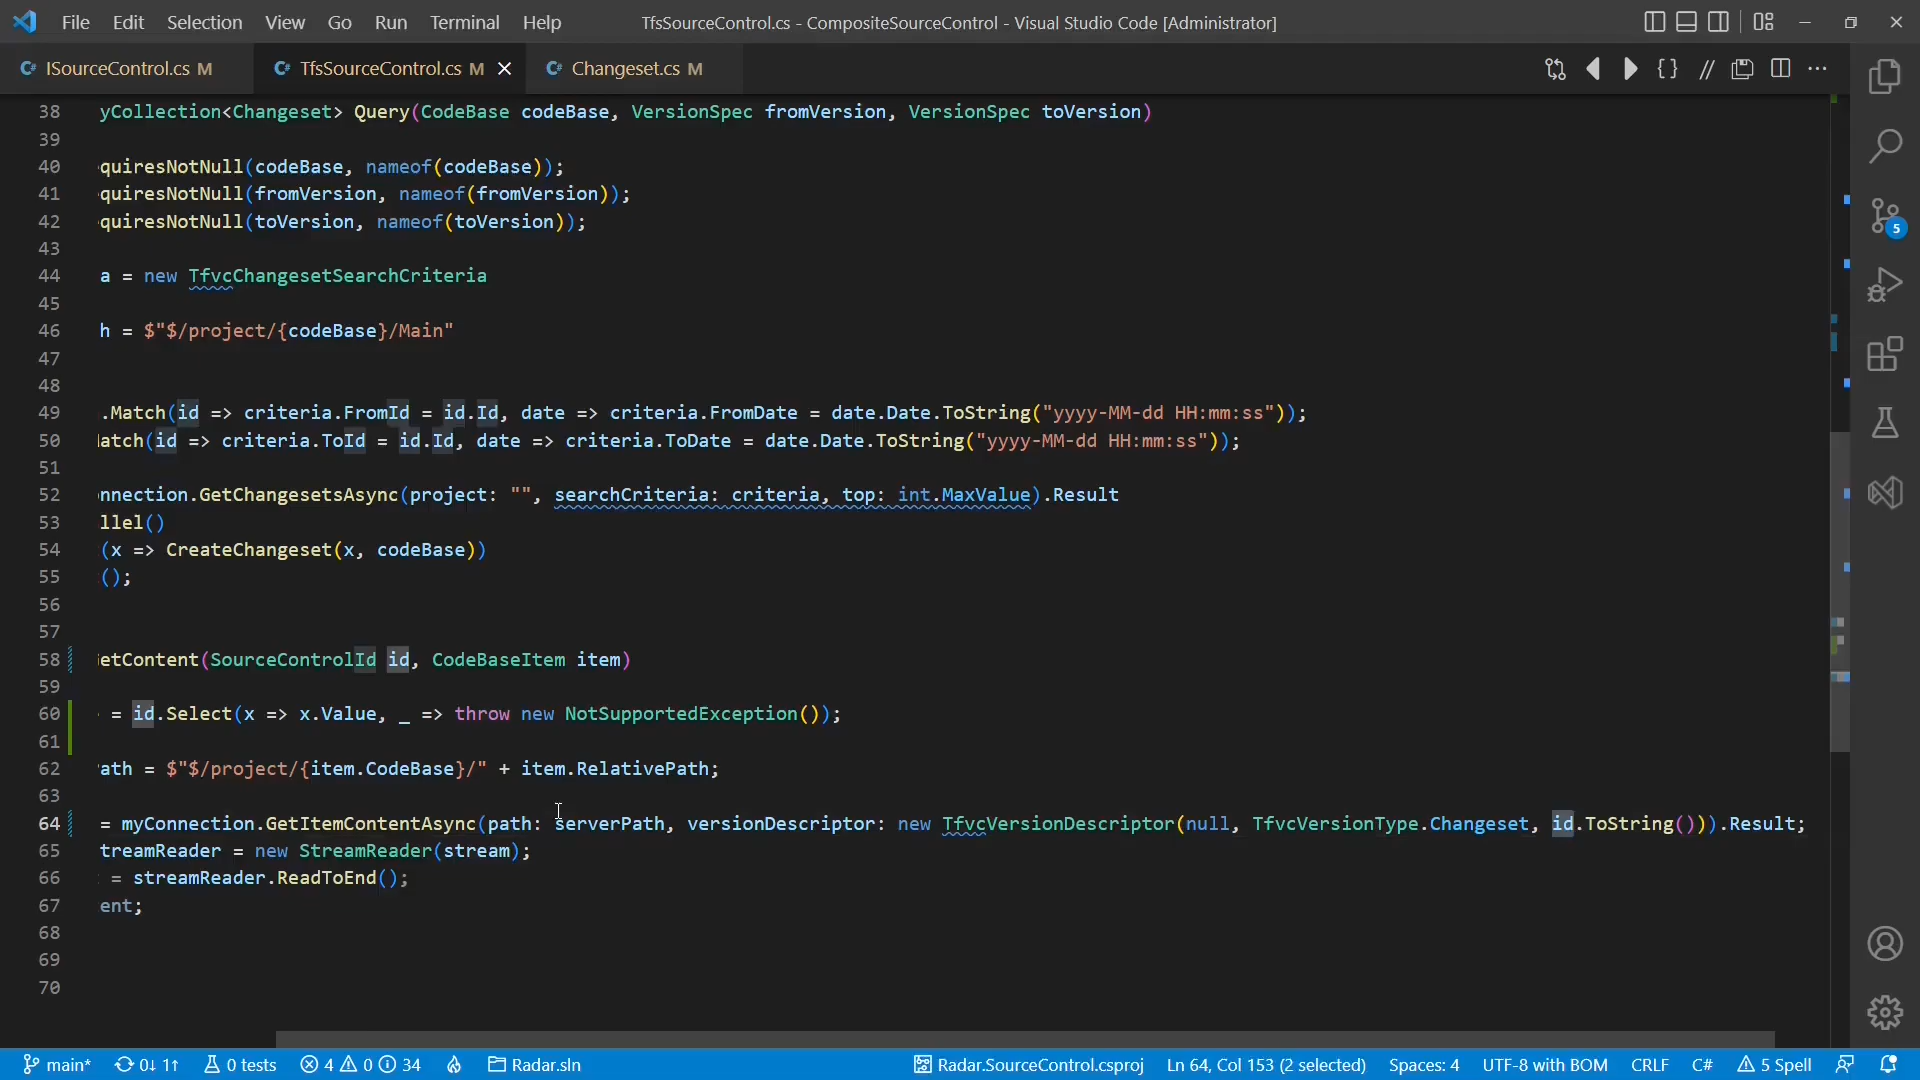 File Edit Selection View Go Run Terminal Help
TfsSourceControl.cs - CompositeSourceControl - Visual Studio Code [Administrator]
C# ISourceControl.cs M
C# TfsSourceControl.cs M
C# Changeset.cs M
38 yCollection<Changeset> Query(CodeBase codeBase, VersionSpec fromVersion, VersionSpec toVersion)
39
40 quiresNotNull(codeBase, nameof(codeBase));
41 quiresNotNull(fromVersion, nameof(fromVersion));
42 quiresNotNull(toVersion, nameof(toVersion));
43
44 a = new TfvcChangesetSearchCriteria
45
46 h = $"$/project/{codeBase}/Main"
47
48
49 .Match(id => criteria.FromId = id.Id, date => criteria.FromDate = date.Date.ToString("yyyy-MM-dd HH:mm:ss"));
50 atch(id => criteria.ToId = id.Id, date => criteria.ToDate = date.Date.ToString("yyyy-MM-dd HH:mm:ss"));
51
52 nnection.GetChangesetsAsync(project: "", searchCriteria: criteria, top: int.MaxValue).Result
53 llel()
54 (x => CreateChangeset(x, codeBase))
55 ();
56
57
58 etContent(SourceControlId id, CodeBaseItem item)
59
60 = id.Select(x => x.Value, _ => throw new NotSupportedException());
61
62 ath = $"$/project/{item.CodeBase}/" + item.RelativePath;
63
64 = myConnection.GetItemContentAsync(path: serverPath, versionDescriptor: new TfvcVersionDescriptor(null, TfvcVersionType.Changeset, id.ToString())).Result;
65 treamReader = new StreamReader(stream);
66 = streamReader.ReadToEnd();
67 ent;
68
69
70
5
main* 0↓ 1↑ 0 tests 4 0 34 Radar.sln
Radar.SourceControl.csproj Ln 64, Col 153 (2 selected) Spaces: 4 UTF-8 with BOM CRLF C# 5 Spell